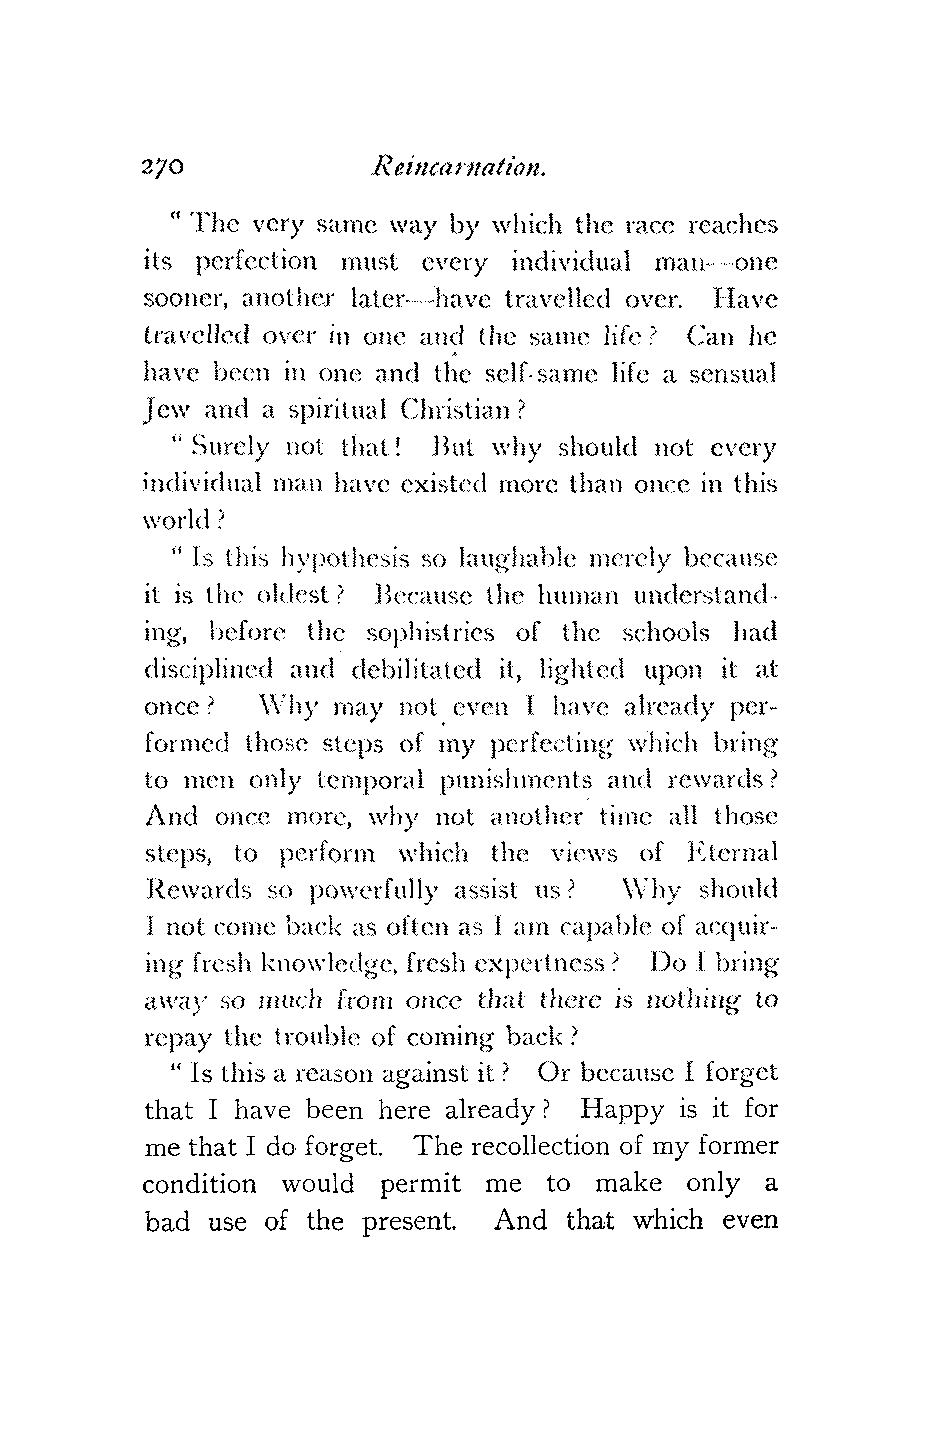 270 Reincarnation.
" The very same way by which the race reaches
its perfection must every individual man—one
sooner, another later—have travelled over. Have
travelled over in one and the same life? Can he
have been in one and the self-same life a sensual
Jew and a spiritual Christian?
" Surely not that! But why should not every
individual man have existed more than once in this
world?
" Is this hypothesis so laughable merely because
it is the oldest? Because the human understand-
ing, before the sophistries of the schools had
disciplined and debilitated it, lighted upon it at
once? Why may not even I have already per-
formed those steps of my perfecting which bring
to men only temporal punishments and rewards?
And once more, why not another time all those
steps, to perform which the views of Eternal
Rewards so powerfully assist us? Why should
I not come back as often as I am capable of acquir-
ing fresh knowledge, fresh expertness? Do I bring
away so much from once that there is nothing to
repay the trouble of coming back?
" Is this a reason against it? Or because I forget
that I have been here already? Happy is it for
me that I do forget. The recollection of my former
condition would permit me to make only a
bad use of the present. And that which even